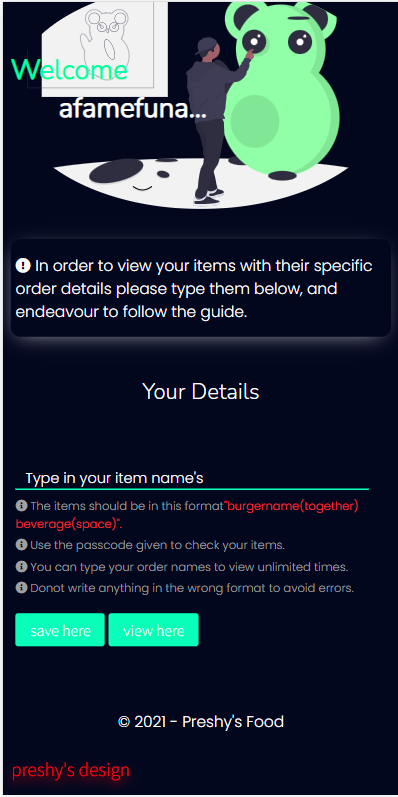 Welcome
afamefuna...
In order to view your items with their specific
order details please type them below, and
endeavour to follow the guide.
Your Details
Type in your item name's
The items should be in this format"burgername(together)
beverage(space)".
Use the passcode given to check your items.
You can type your order names to view unlimited times.
Donot write anything in the wrong format to avoid errors.
save here view here
© 2021 - Preshy's Food
preshy's design